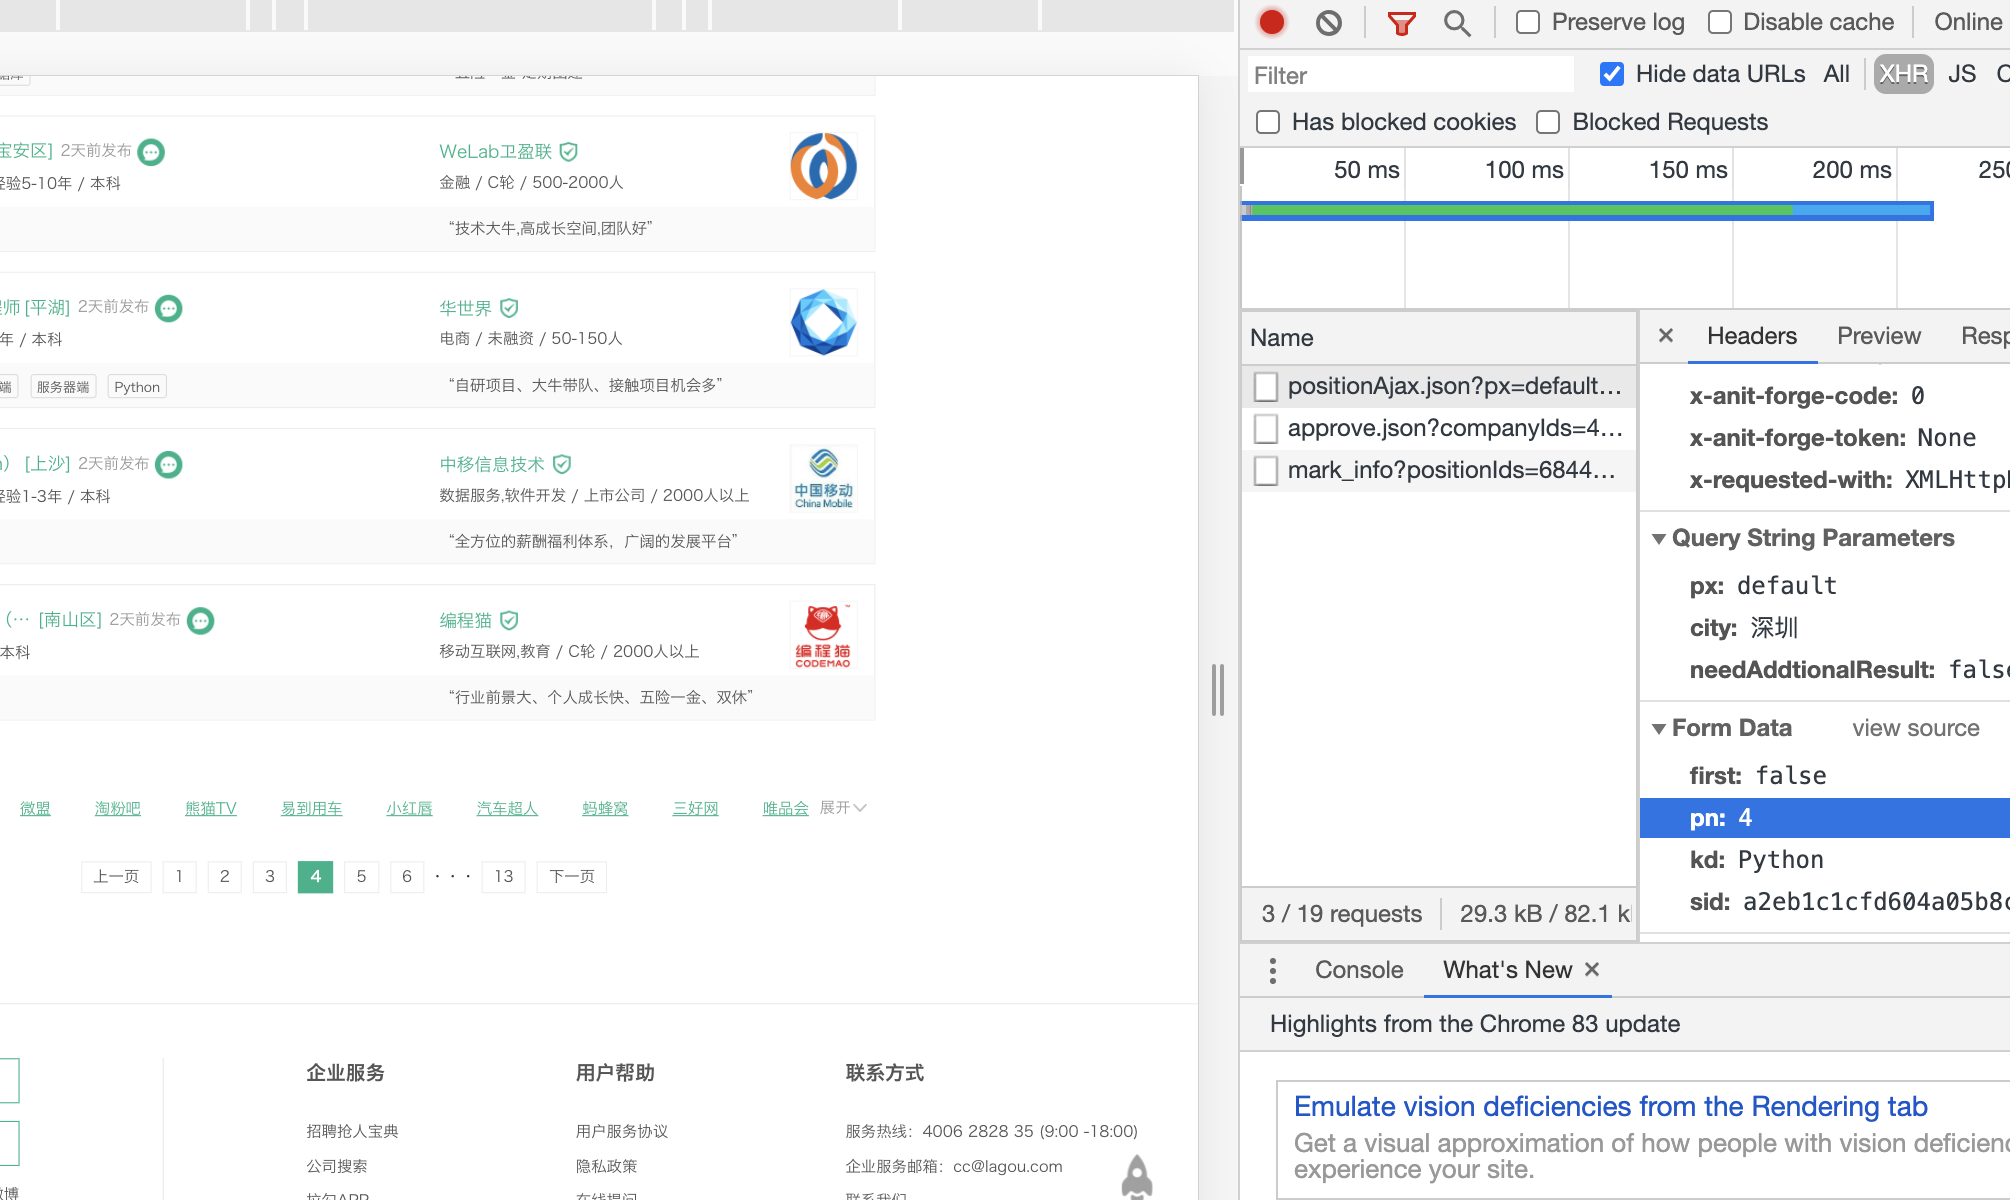 宝安区] 2天前发布
经验5-10年 / 本科
WeLab卫盈联
金融 / C轮 / 500-2000人
“技术大牛,高成长空间,团队好”
程师 [平湖] 2天前发布
年 / 本科
华世界
电商 / 未融资 / 50-150人
端 服务器端 Python
“自研项目、大牛带队、接触项目机会多”
) [上沙] 2天前发布
经验1-3年 / 本科
中移信息技术
数据服务,软件开发 / 上市公司 / 2000人以上
中国移动
China Mobile
“全方位的薪酬福利体系，广阔的发展平台”
（… [南山区] 2天前发布
本科
编程猫
移动互联网,教育 / C轮 / 2000人以上
编程猫
CODEMAO
“行业前景大、个人成长快、五险一金、双休”
微盟 淘粉吧 熊猫TV 易到用车 小红唇 汽车超人 蚂蜂窝 三好网 唯品会 展开
上一页 1 2 3 4 5 6 · · · 13 下一页
企业服务
招聘抢人宝典
公司搜索
拉勾APP
用户帮助
用户服务协议
隐私政策
在线提问
联系方式
服务热线：4006 2828 35 (9:00 -18:00)
企业服务邮箱：cc@lagou.com
联系我们
微博
Preserve log Disable cache Online
Filter Hide data URLs All XHR JS C
Has blocked cookies Blocked Requests
50 ms 100 ms 150 ms 200 ms 250
Name
positionAjax.json?px=default…
approve.json?companyIds=4…
mark_info?positionIds=6844…
3 / 19 requests 29.3 kB / 82.1 k
Headers Preview Resp
x-anit-forge-code: 0
x-anit-forge-token: None
x-requested-with: XMLHttp
Query String Parameters
px: default
city: 深圳
needAddtionalResult: fals
Form Data view source
first: false
pn: 4
kd: Python
sid: a2eb1c1cfd604a05b8c
Console What's New
Highlights from the Chrome 83 update
Emulate vision deficiencies from the Rendering tab
Get a visual approximation of how people with vision deficien
experience your site.